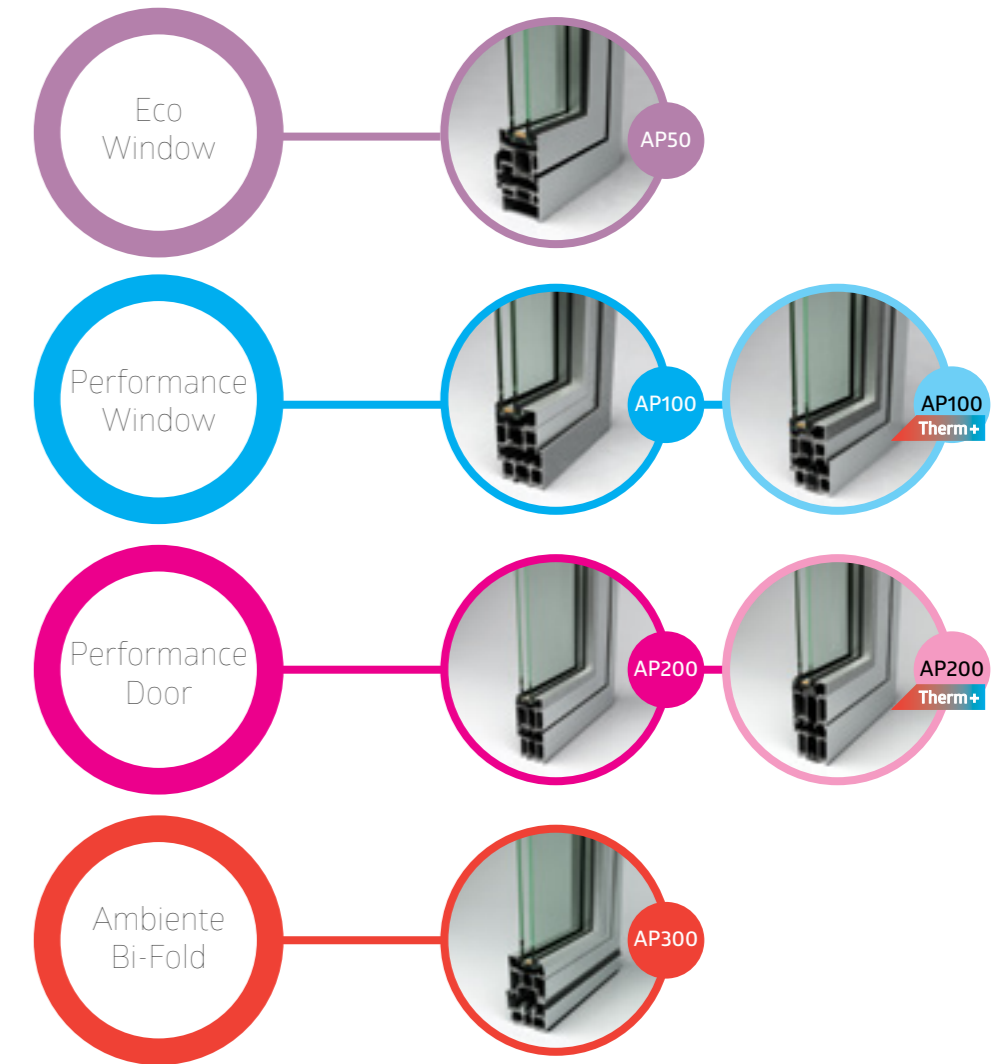 Eco
Window
AP50
Performance
Window
AP100
AP100
Therm+
Performance
Door
AP200
AP200
Therm+
Ambiente
Bi-Fold
AP300